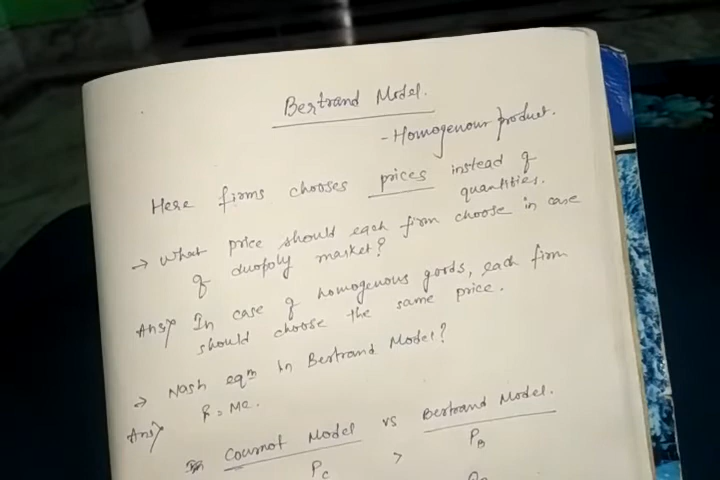 Bertrand Model.
- Homogenous product.
Here firms chooses prices instead of quantities.
→ What price should each firm choose in case
of duopoly market?
Ans) In case of homogenous goods, each firm
should choose the same price.
→ Nash eqm in Bertrand Model?
Ans) P = MC.
Cournot Model vs Bertrand Model.
Pc > PB